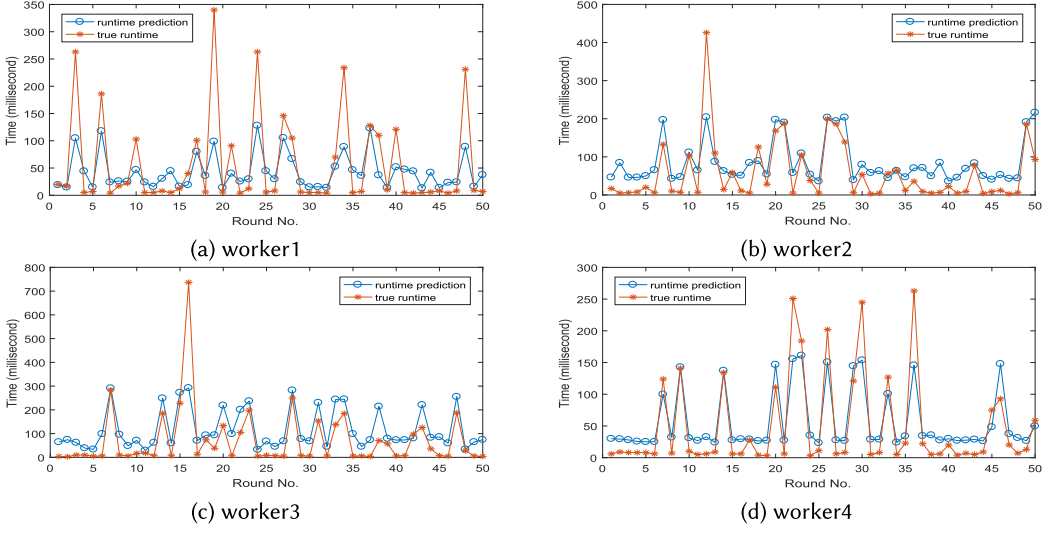 350
300
250
200
150
100
50
0
Time (millisecond)
runtime prediction
true runtime
0 5 10 15 20 25 30 35 40 45 50
Round No.
(a) worker1
500
400
300
200
100
0
Time (millisecond)
runtime prediction
true runtime
0 5 10 15 20 25 30 35 40 45 50
Round No.
(b) worker2
800
700
600
500
400
300
200
100
0
Time (millisecond)
runtime prediction
true runtime
0 5 10 15 20 25 30 35 40 45 50
Round No.
(c) worker3
300
250
200
150
100
50
0
Time (millisecond)
runtime prediction
true runtime
0 5 10 15 20 25 30 35 40 45 50
Round No.
(d) worker4